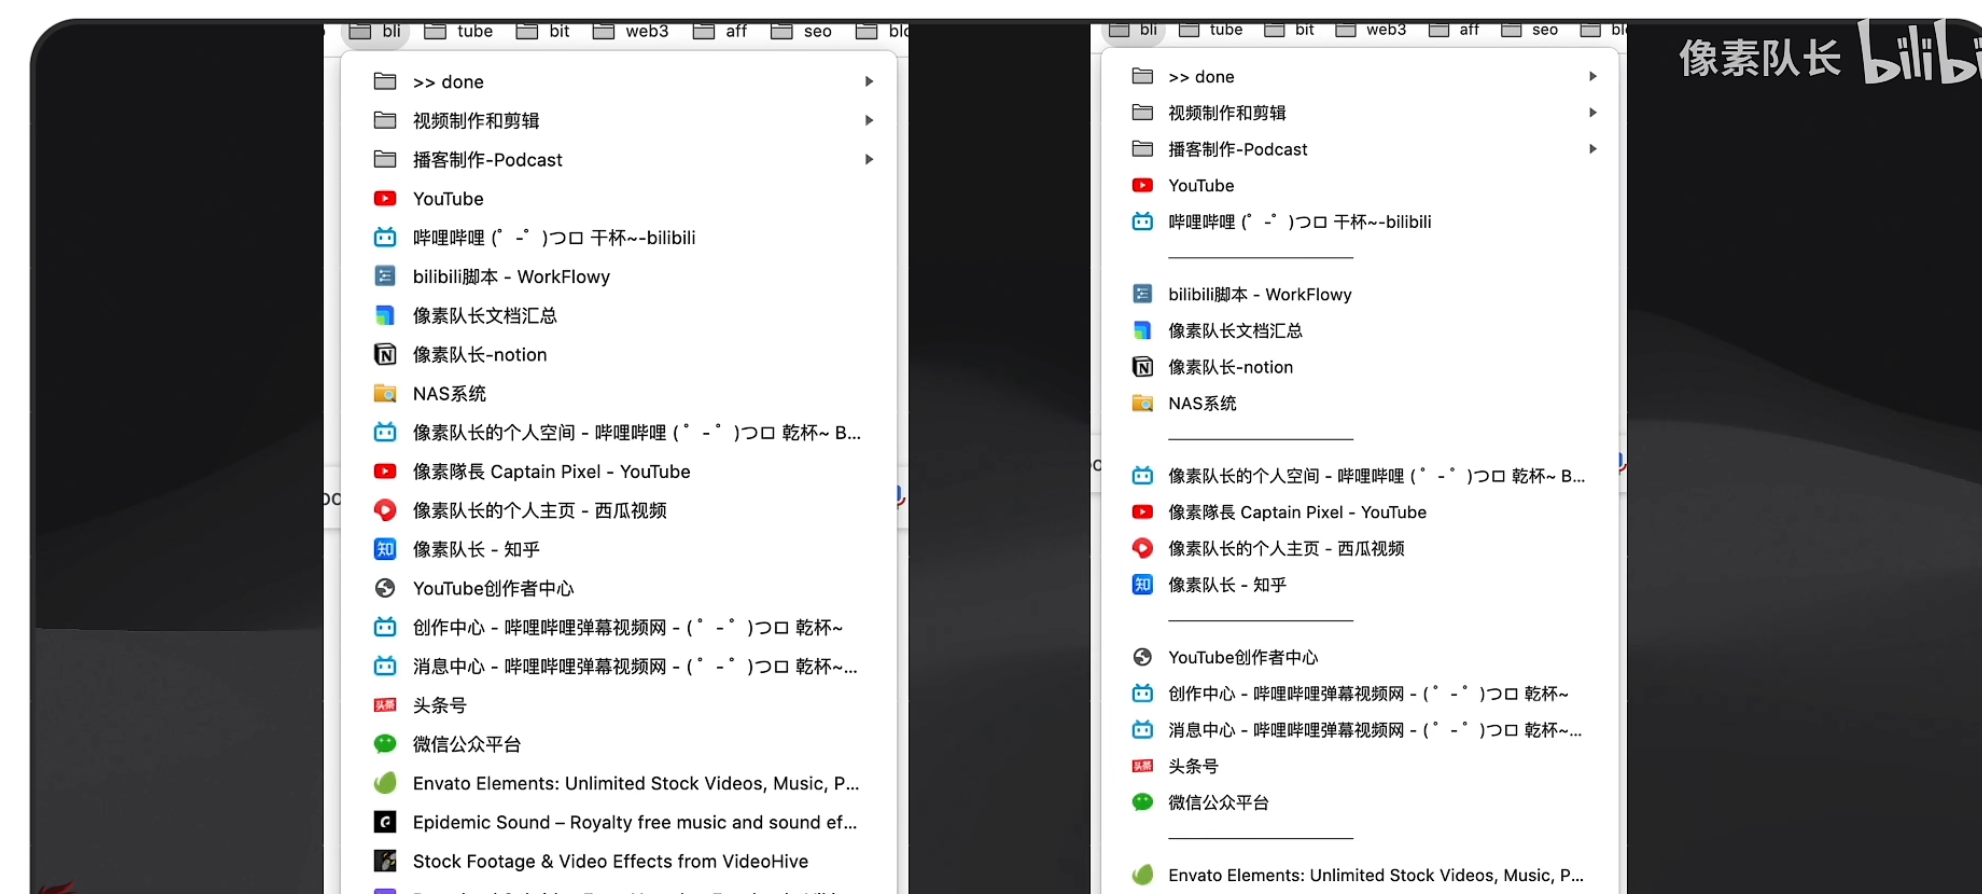 bli tube bit web3 aff seo
>> done
视频制作和剪辑
播客制作-Podcast
YouTube
哔哩哔哩 (゜-゜)つロ 干杯~-bilibili
bilibili脚本 - WorkFlowy
像素队长文档汇总
像素队长-notion
NAS系统
像素队长的个人空间 - 哔哩哔哩 ( ゜- ゜)つロ 乾杯~ B...
像素隊長 Captain Pixel - YouTube
像素队长的个人主页 - 西瓜视频
像素队长 - 知乎
YouTube创作者中心
创作中心 - 哔哩哔哩弹幕视频网 - ( ゜- ゜)つロ 乾杯~
消息中心 - 哔哩哔哩弹幕视频网 - ( ゜- ゜)つロ 乾杯~...
头条号
微信公众平台
Envato Elements: Unlimited Stock Videos, Music, P...
Epidemic Sound – Royalty free music and sound ef...
Stock Footage & Video Effects from VideoHive
bli tube bit web3 aff seo
>> done
视频制作和剪辑
播客制作-Podcast
YouTube
哔哩哔哩 (゜-゜)つロ 干杯~-bilibili
bilibili脚本 - WorkFlowy
像素队长文档汇总
像素队长-notion
NAS系统
像素队长的个人空间 - 哔哩哔哩 ( ゜- ゜)つロ 乾杯~ B...
像素隊長 Captain Pixel - YouTube
像素队长的个人主页 - 西瓜视频
像素队长 - 知乎
YouTube创作者中心
创作中心 - 哔哩哔哩弹幕视频网 - ( ゜- ゜)つロ 乾杯~
消息中心 - 哔哩哔哩弹幕视频网 - ( ゜- ゜)つロ 乾杯~...
头条号
微信公众平台
Envato Elements: Unlimited Stock Videos, Music, P...
像素队长 bilibi